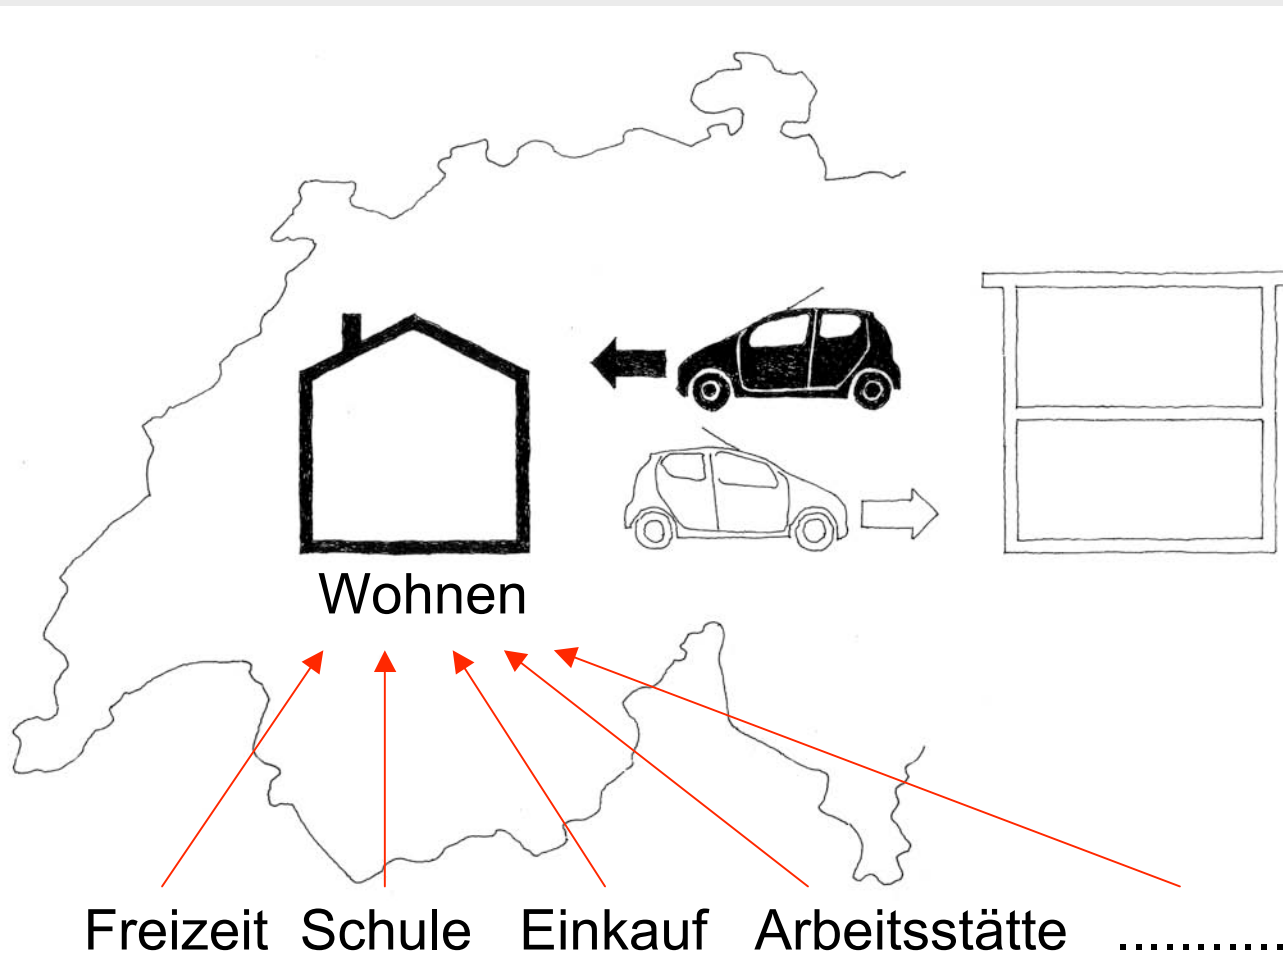 Wohnen
Freizeit Schule Einkauf Arbeitsstätte ............